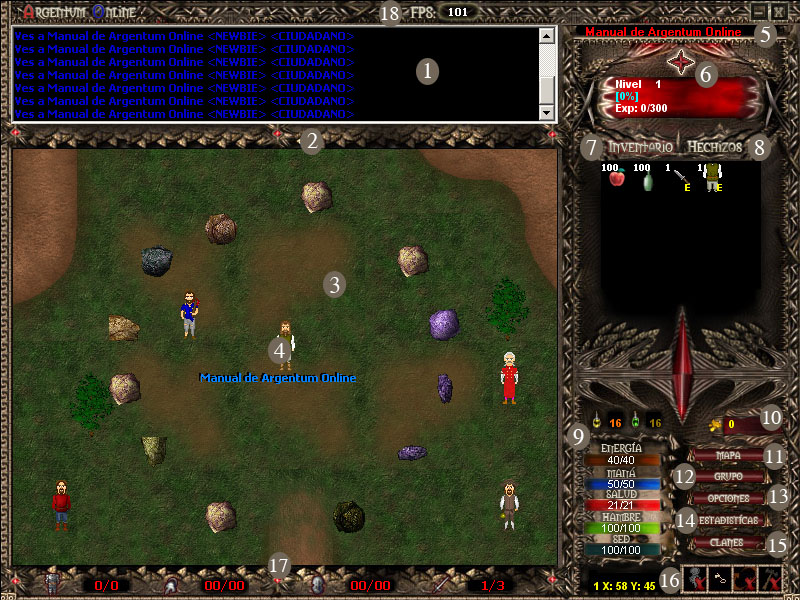 Argentum Online
18 FPS: 101
Ves a Manual de Argentum Online <NEWBIE> <CIUDADANO>
Ves a Manual de Argentum Online <NEWBIE> <CIUDADANO>
Ves a Manual de Argentum Online <NEWBIE> <CIUDADANO>
Ves a Manual de Argentum Online <NEWBIE> <CIUDADANO>
Ves a Manual de Argentum Online <NEWBIE> <CIUDADANO>
Ves a Manual de Argentum Online <NEWBIE> <CIUDADANO>
Ves a Manual de Argentum Online <NEWBIE> <CIUDADANO>
1
2
3
4
Manual de Argentum Online
17
0/0
00/00
00/00
1/3
X
Manual de Argentum Online
5
6
Nivel 1
[0%]
Exp: 0/300
7 Inventario Hechizos 8
100 100 1 1
E E
16 16
0
10
9
ENERGÍA
40/40
MANÁ
50/50
SALUD
21/21
HAMBRE
100/100
SED
100/100
MAPA 11
12 GRUPO
OPCIONES 13
14 ESTADISTÍCAS
CLANES 15
1 X: 58 Y: 45
16